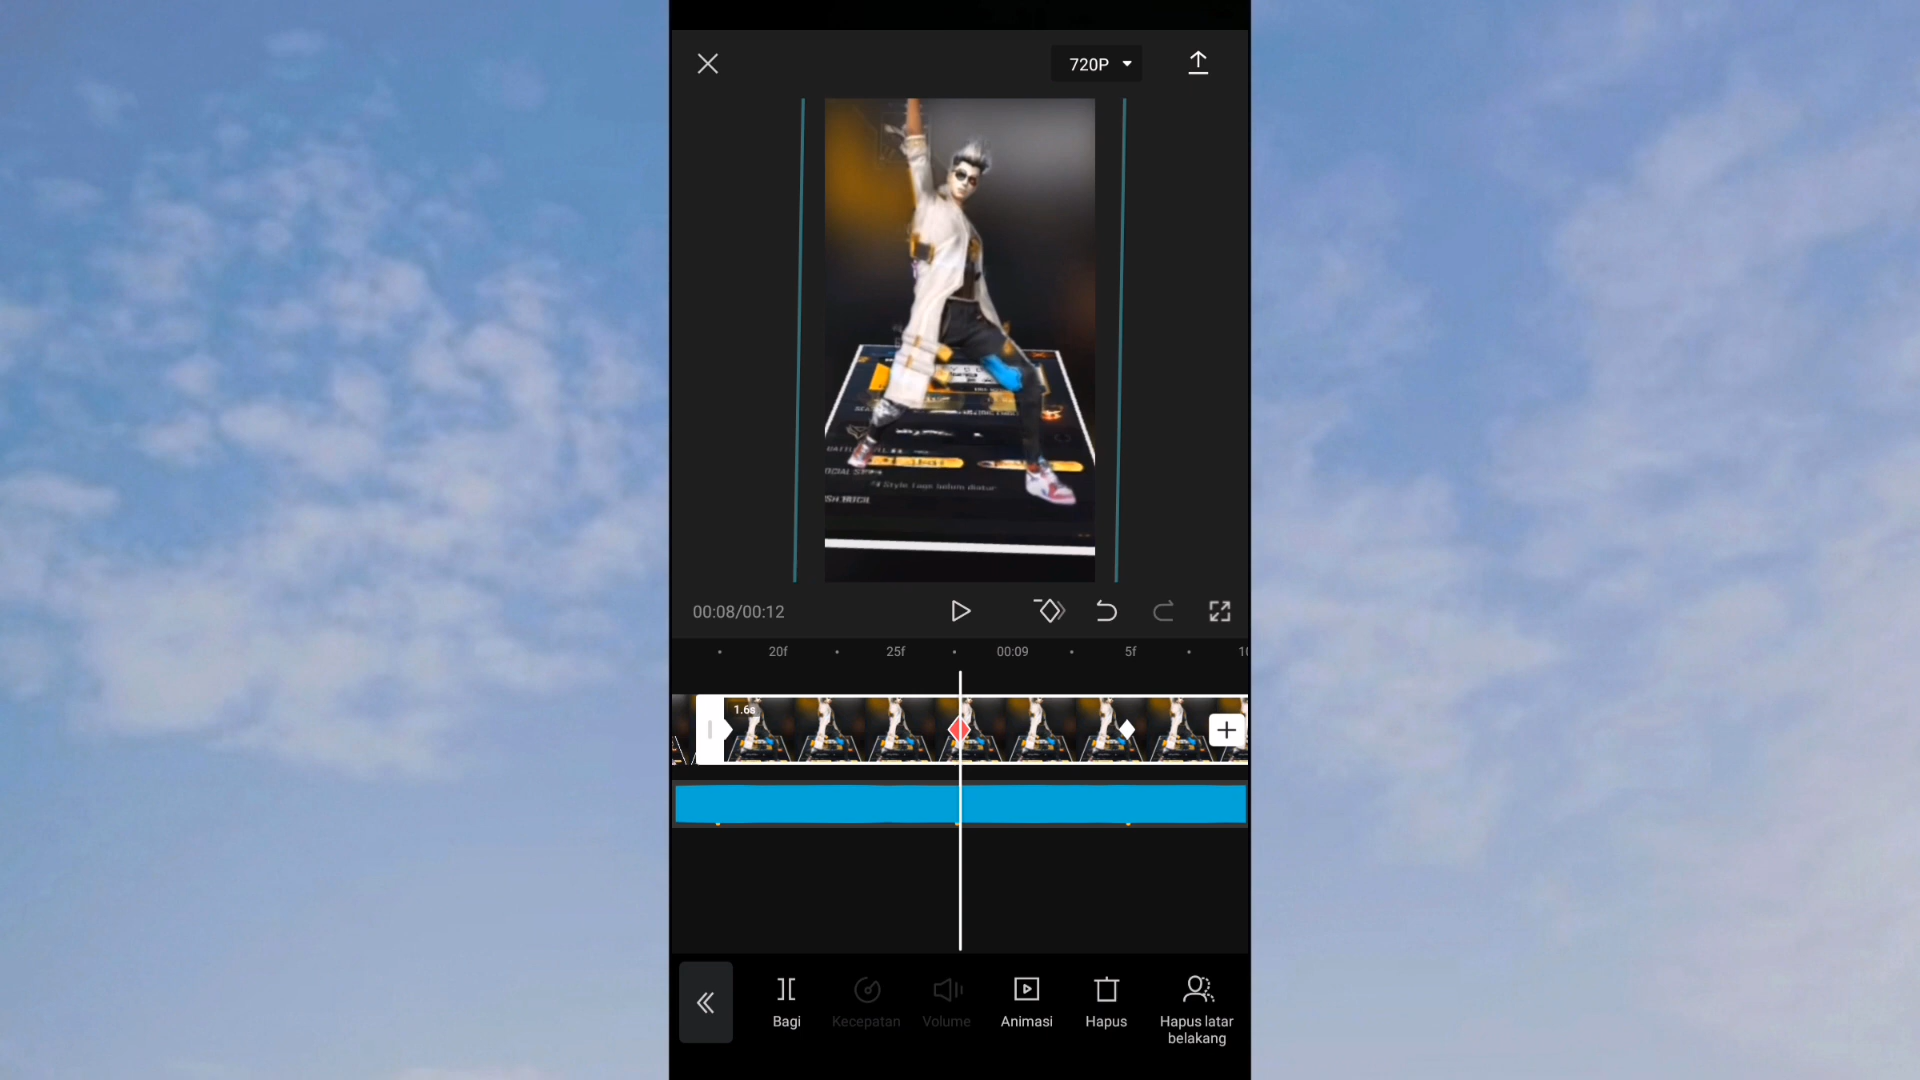 720P
00:08/00:12
20f
25f
00:09
5f
1.6s
Bagi
Kecepatan
Volume
Animasi
Hapus
Hapus latar
belakang